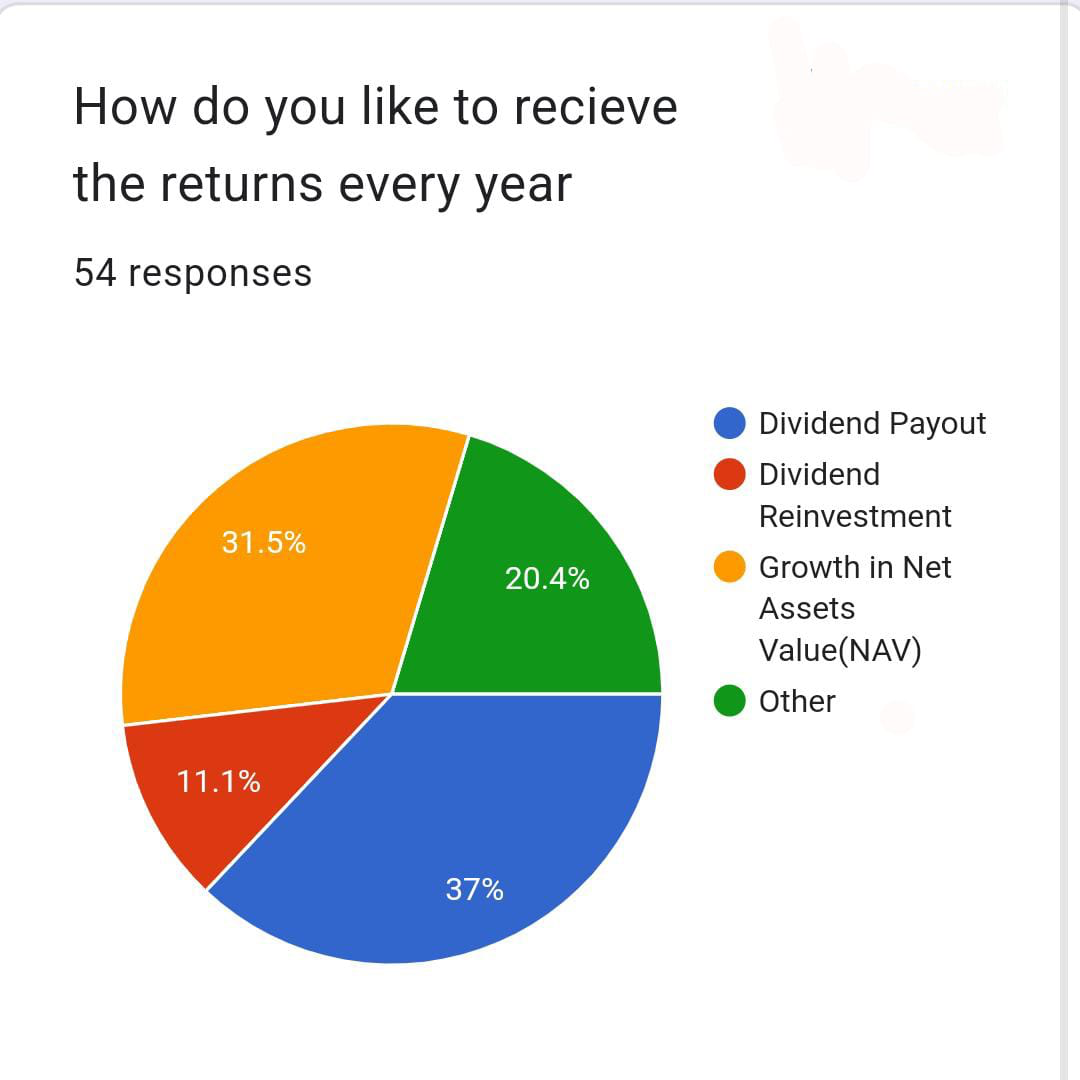 How do you like to recieve
the returns every year
54 responses
31.5%
20.4%
11.1%
37%
Dividend Payout
Dividend
Reinvestment
Growth in Net
Assets
Value(NAV)
Other